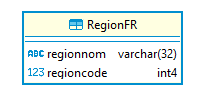 RegionFR
ABC regionnom varchar(32)
123 regioncode int4